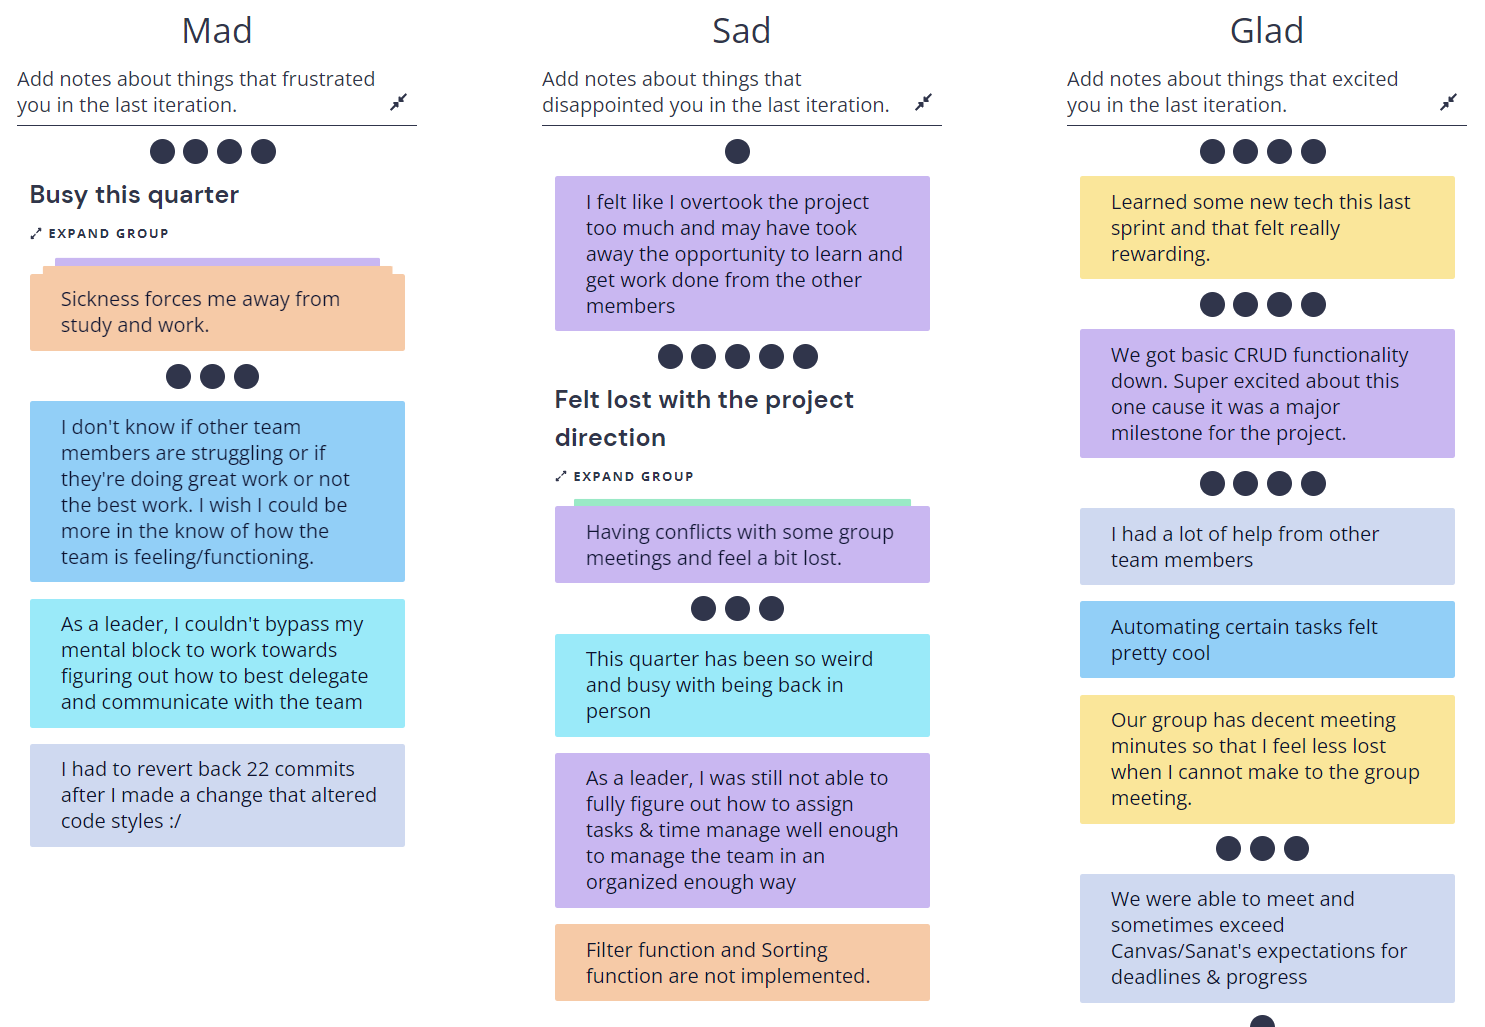 Mad
Add notes about things that frustrated
you in the last iteration.
Busy this quarter
EXPAND GROUP
Sickness forces me away from
study and work.
I don't know if other team
members are struggling or if
they're doing great work or not
the best work. I wish I could be
more in the know of how the
team is feeling/functioning.
As a leader, I couldn't bypass my
mental block to work towards
figuring out how to best delegate
and communicate with the team
I had to revert back 22 commits
after I made a change that altered
code styles :/
Sad
Add notes about things that
disappointed you in the last iteration.
I felt like I overtook the project
too much and may have took
away the opportunity to learn and
get work done from the other
members
Felt lost with the project
direction
EXPAND GROUP
Having conflicts with some group
meetings and feel a bit lost.
This quarter has been so weird
and busy with being back in
person
As a leader, I was still not able to
fully figure out how to assign
tasks & time manage well enough
to manage the team in an
organized enough way
Filter function and Sorting
function are not implemented.
Glad
Add notes about things that excited
you in the last iteration.
Learned some new tech this last
sprint and that felt really
rewarding.
We got basic CRUD functionality
down. Super excited about this
one cause it was a major
milestone for the project.
I had a lot of help from other
team members
Automating certain tasks felt
pretty cool
Our group has decent meeting
minutes so that I feel less lost
when I cannot make to the group
meeting.
We were able to meet and
sometimes exceed
Canvas/Sanat's expectations for
deadlines & progress